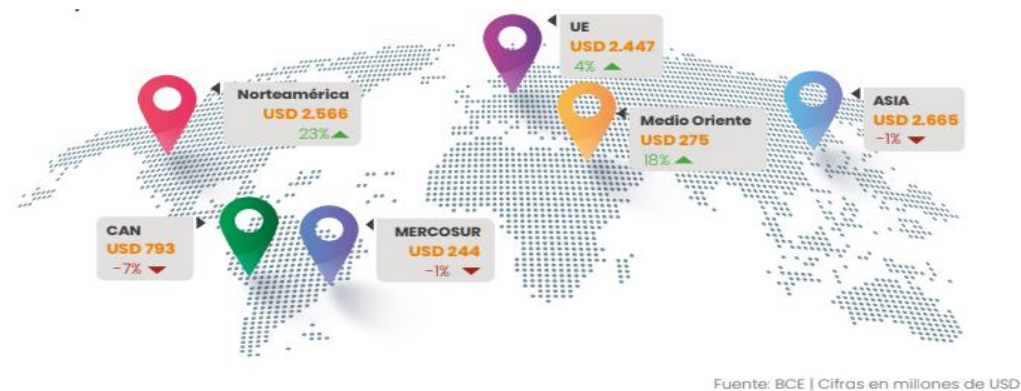 UE
USD 2.447
4%
Norteamérica
USD 2.566
23%
Medio Oriente
USD 275
18%
ASIA
USD 2.665
-1%
CAN
USD 793
-7%
MERCOSUR
USD 244
-1%
Fuente: BCE | Cifras en millones de USD